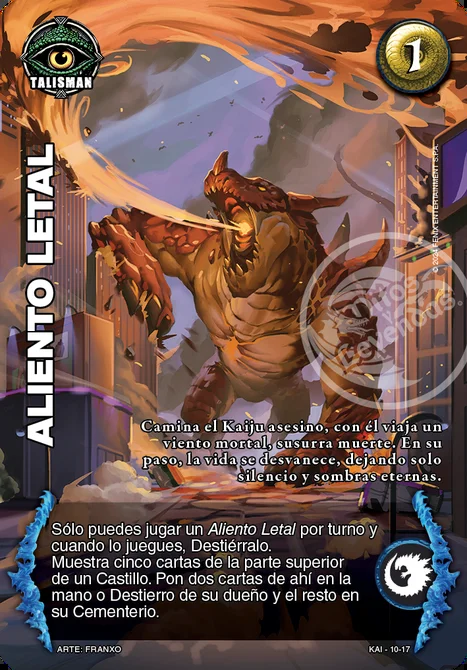 TALISMAN
1
ALIENTO LETAL
Mitos y Leyendas
Camina el Kaiju asesino, con él viaja un
viento mortal, susurra muerte. En su
paso, la vida se desvanece, dejando solo
silencio y sombras eternas.
Sólo puedes jugar un Aliento Letal por turno y
cuando lo juegues, Destiérralo.
Muestra cinco cartas de la parte superior
de un Castillo. Pon dos cartas de ahí en la
mano o Destierro de su dueño y el resto en
su Cementerio.
ARTE: FRANXO
KAI - 10-17